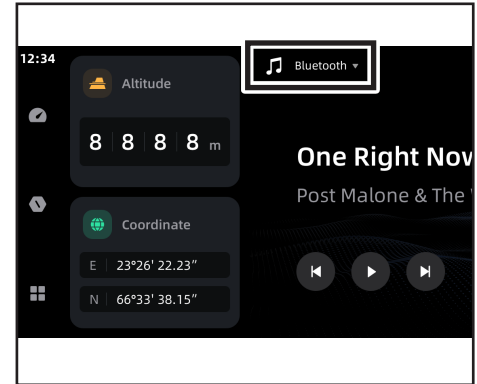 12:34
Altitude
8 8 8 8 m
Coordinate
E 23°26' 22.23"
N 66°33' 38.15"
Bluetooth
One Right Now
Post Malone & The